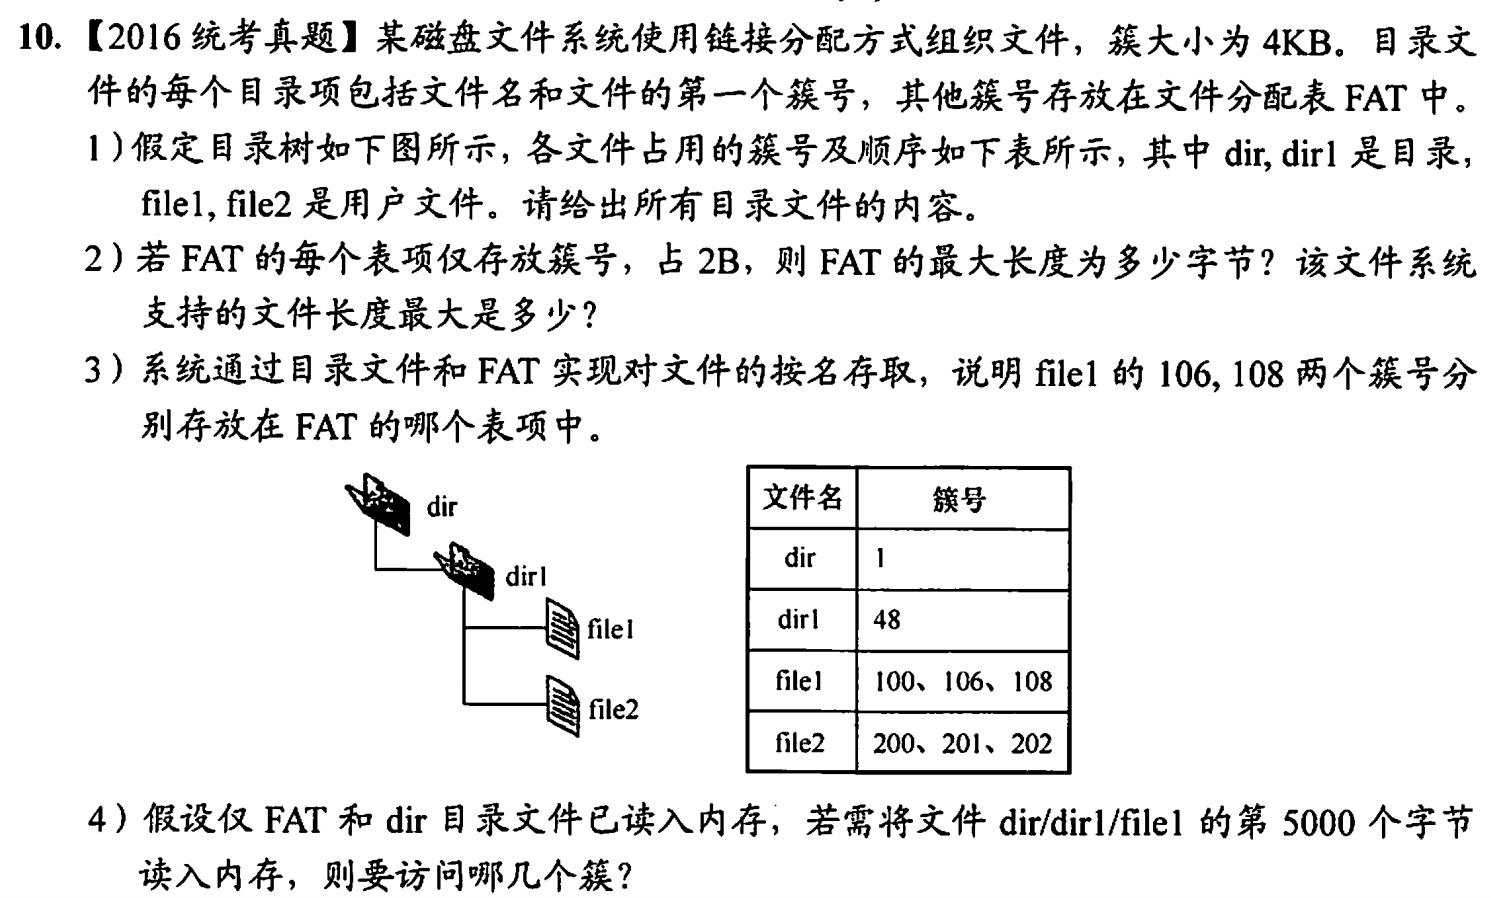 10.【2016 统考真题】某磁盘文件系统使用链接分配方式组织文件，簇大小为 4KB。目录文
件的每个目录项包括文件名和文件的第一个簇号，其他簇号存放在文件分配表 FAT 中。
1）假定目录树如下图所示，各文件占用的簇号及顺序如下表所示，其中 dir, dir1 是目录，
file1, file2 是用户文件。请给出所有目录文件的内容。
2）若 FAT 的每个表项仅存放簇号，占 2B，则 FAT 的最大长度为多少字节？该文件系统
支持的文件长度最大是多少？
3）系统通过目录文件和 FAT 实现对文件的按名存取，说明 file1 的 106, 108 两个簇号分
别存放在 FAT 的哪个表项中。
dir
dir1
file1
file2
文件名 簇号
dir 1
dir1 48
file1 100、106、108
file2 200、201、202
4）假设仅 FAT 和 dir 目录文件已读入内存，若需将文件 dir/dir1/file1 的第 5000 个字节
读入内存，则要访问哪几个簇？